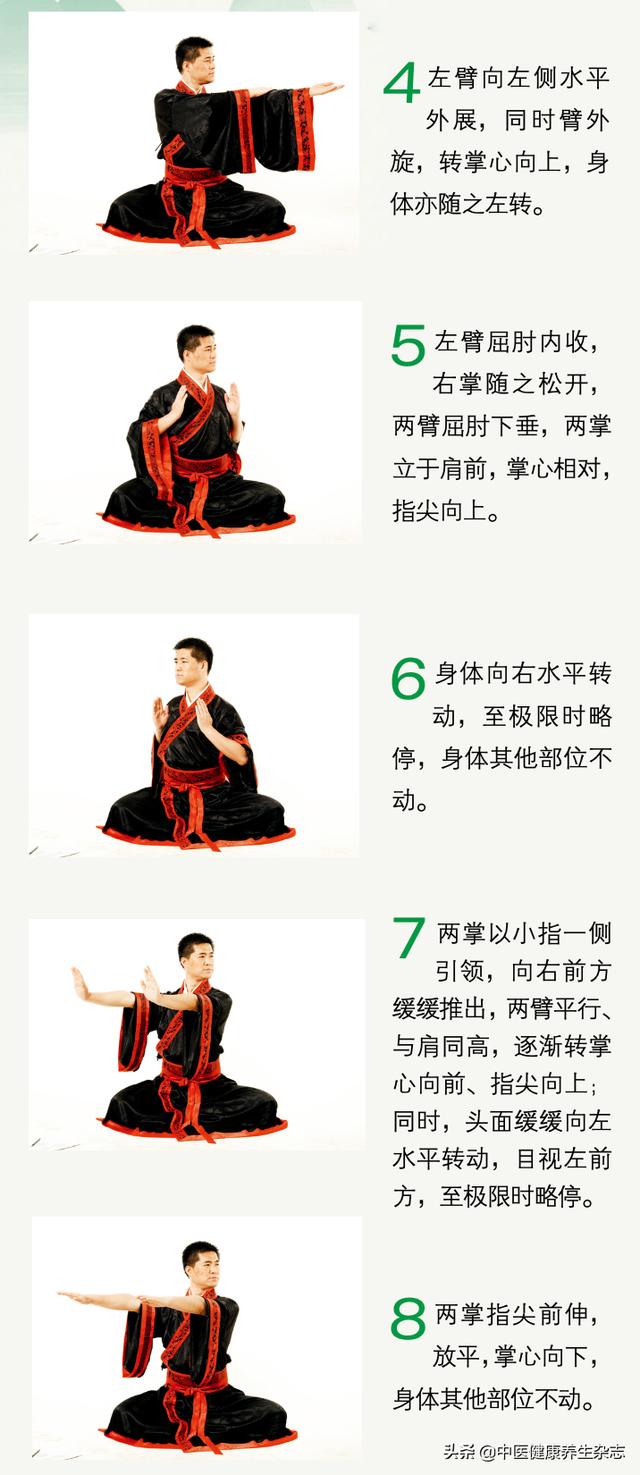 4 左臂向左侧水平
外展，同时臂外
旋，转掌心向上，身
体亦随之左转。
5 左臂屈肘内收，
右掌随之松开，
两臂屈肘下垂，两掌
立于肩前，掌心相对，
指尖向上。
6 身体向右水平转
动，至极限时略
停，身体其他部位不
动。
7 两掌以小指一侧
引领，向右前方
缓缓推出，两臂平行、
与肩同高，逐渐转掌
心向前、指尖向上；
同时，头面缓缓向左
水平转动，目视左前
方，至极限时略停。
8 两掌指尖前伸，
放平，掌心向下，
身体其他部位不动。
头条 @中医健康养生杂志